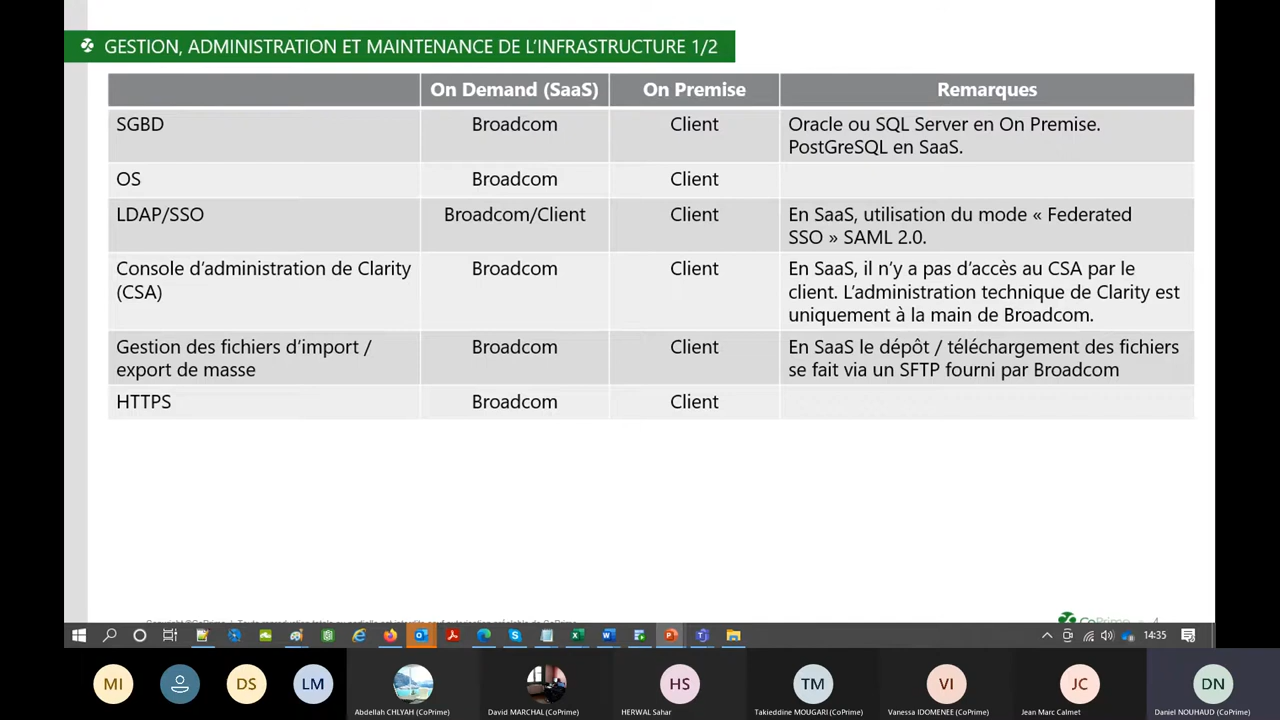 GESTION, ADMINISTRATION ET MAINTENANCE DE L'INFRASTRUCTURE 1/2
On Demand (SaaS) On Premise Remarques
SGBD Broadcom Client Oracle ou SQL Server en On Premise.
PostGreSQL en SaaS.
OS Broadcom Client
LDAP/SSO Broadcom/Client Client En SaaS, utilisation du mode « Federated
SSO » SAML 2.0.
Console d'administration de Clarity Broadcom Client En SaaS, il n'y a pas d'accès au CSA par le
(CSA) client. L'administration technique de Clarity est
uniquement à la main de Broadcom.
Gestion des fichiers d'import / Broadcom Client En SaaS le dépôt / téléchargement des fichiers
export de masse se fait via un SFTP fourni par Broadcom
HTTPS Broadcom Client
CoPrime 4
14:35
MI DS LM HS TM VI JC DN
Abdellah CHLYAH (CoPrime) David MARCHAL (CoPrime) HERWAL Sahar Takieddine MOUGARI (CoPrime) Vanessa IDOMENEE (CoPrime) Jean Marc Calmet Daniel NOUHAUD (CoPrime)